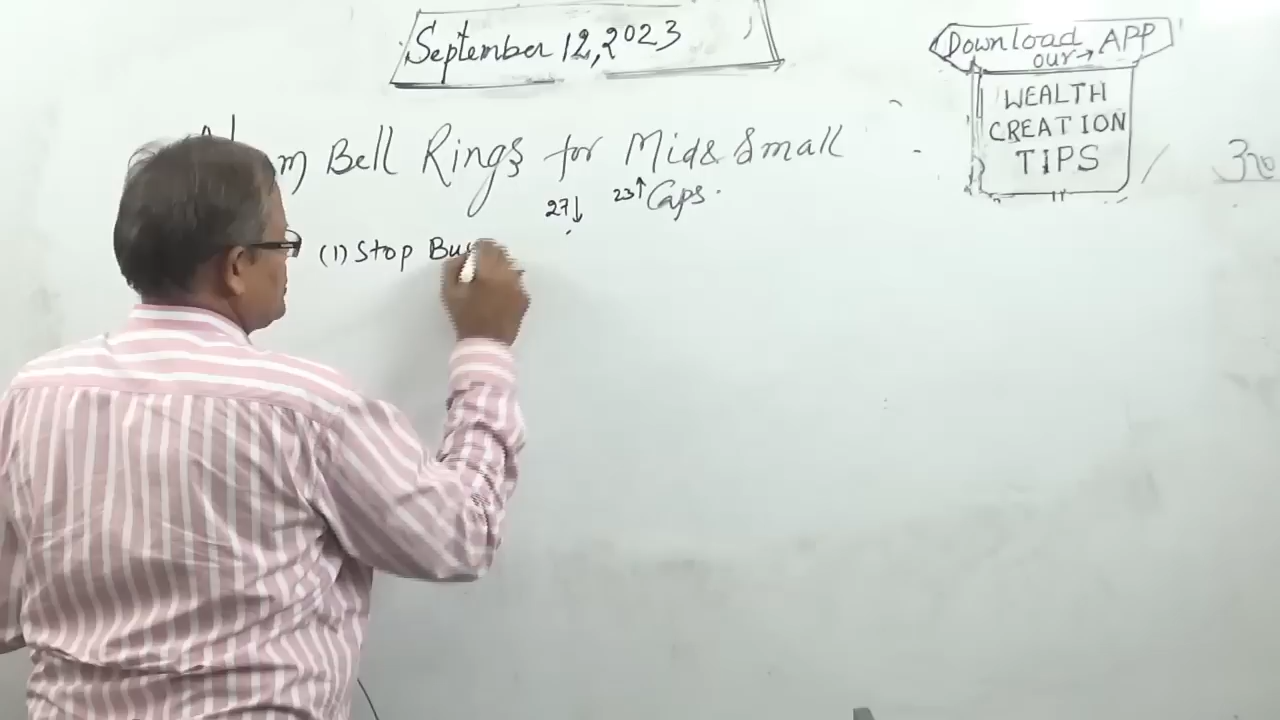 September 12, 2023
Download
our → APP
WEALTH
CREATION
TIPS
Bell Rings for Mid & Small
27↓ 23↑ Caps.
(1) Stop